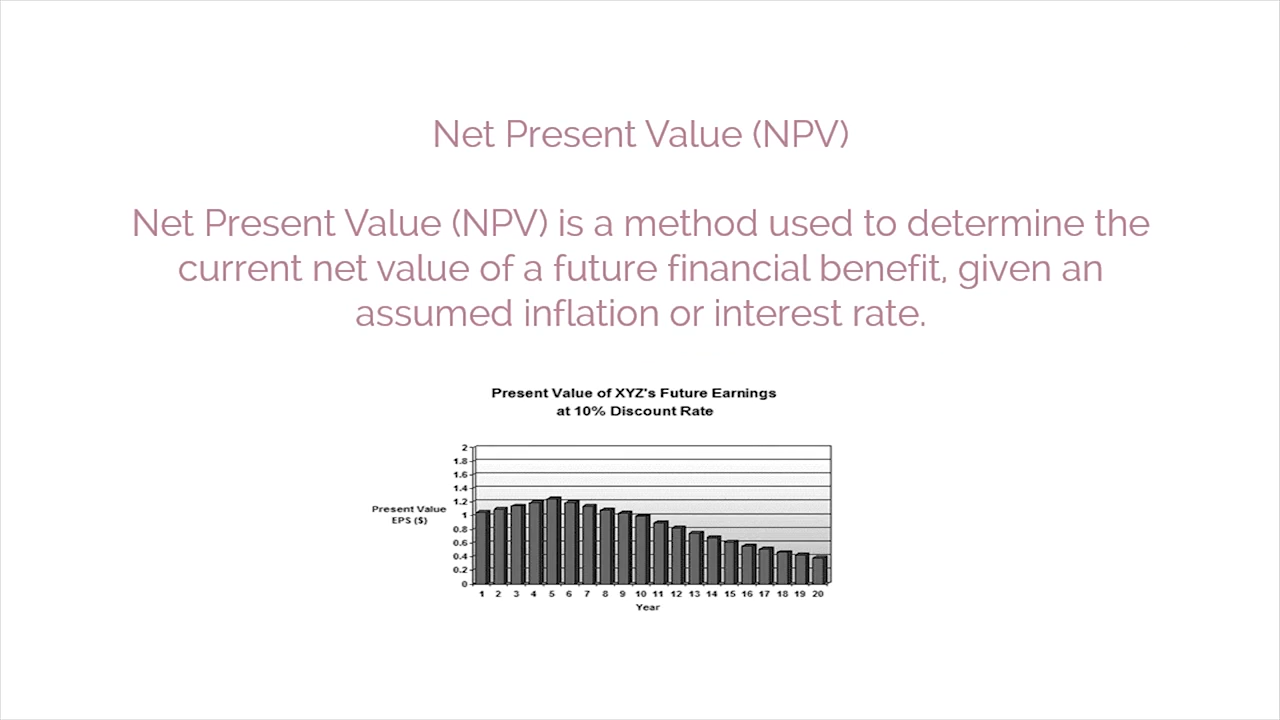 Net Present Value (NPV)
Net Present Value (NPV) is a method used to determine the
current net value of a future financial benefit, given an
assumed inflation or interest rate.
Present Value of XYZ's Future Earnings
at 10% Discount Rate
2
1.8
1.6
1.4
1.2
1
0.8
0.6
0.4
0.2
0
Present Value
EPS ($)
1 2 3 4 5 6 7 8 9 10 11 12 13 14 15 16 17 18 19 20
Year